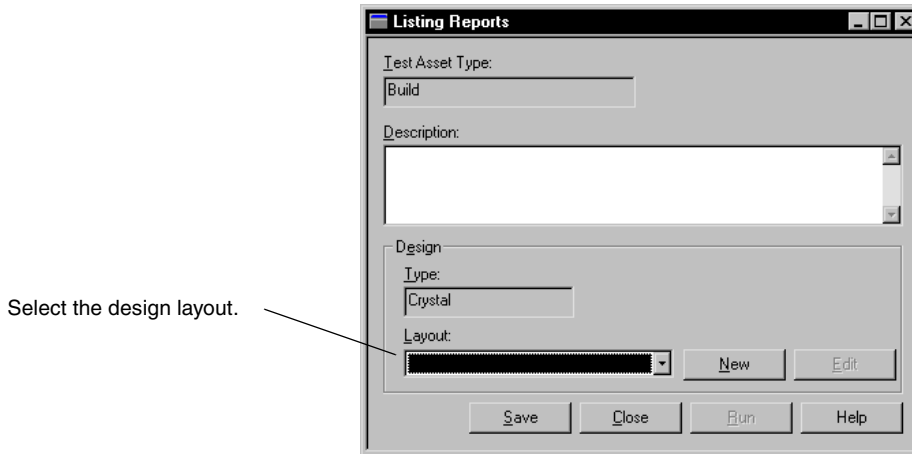 Listing Reports
Test Asset Type:
Build
Description:
Design
Type:
Crystal
Select the design layout.
Layout:
New
Edit
Save
Close
Run
Help